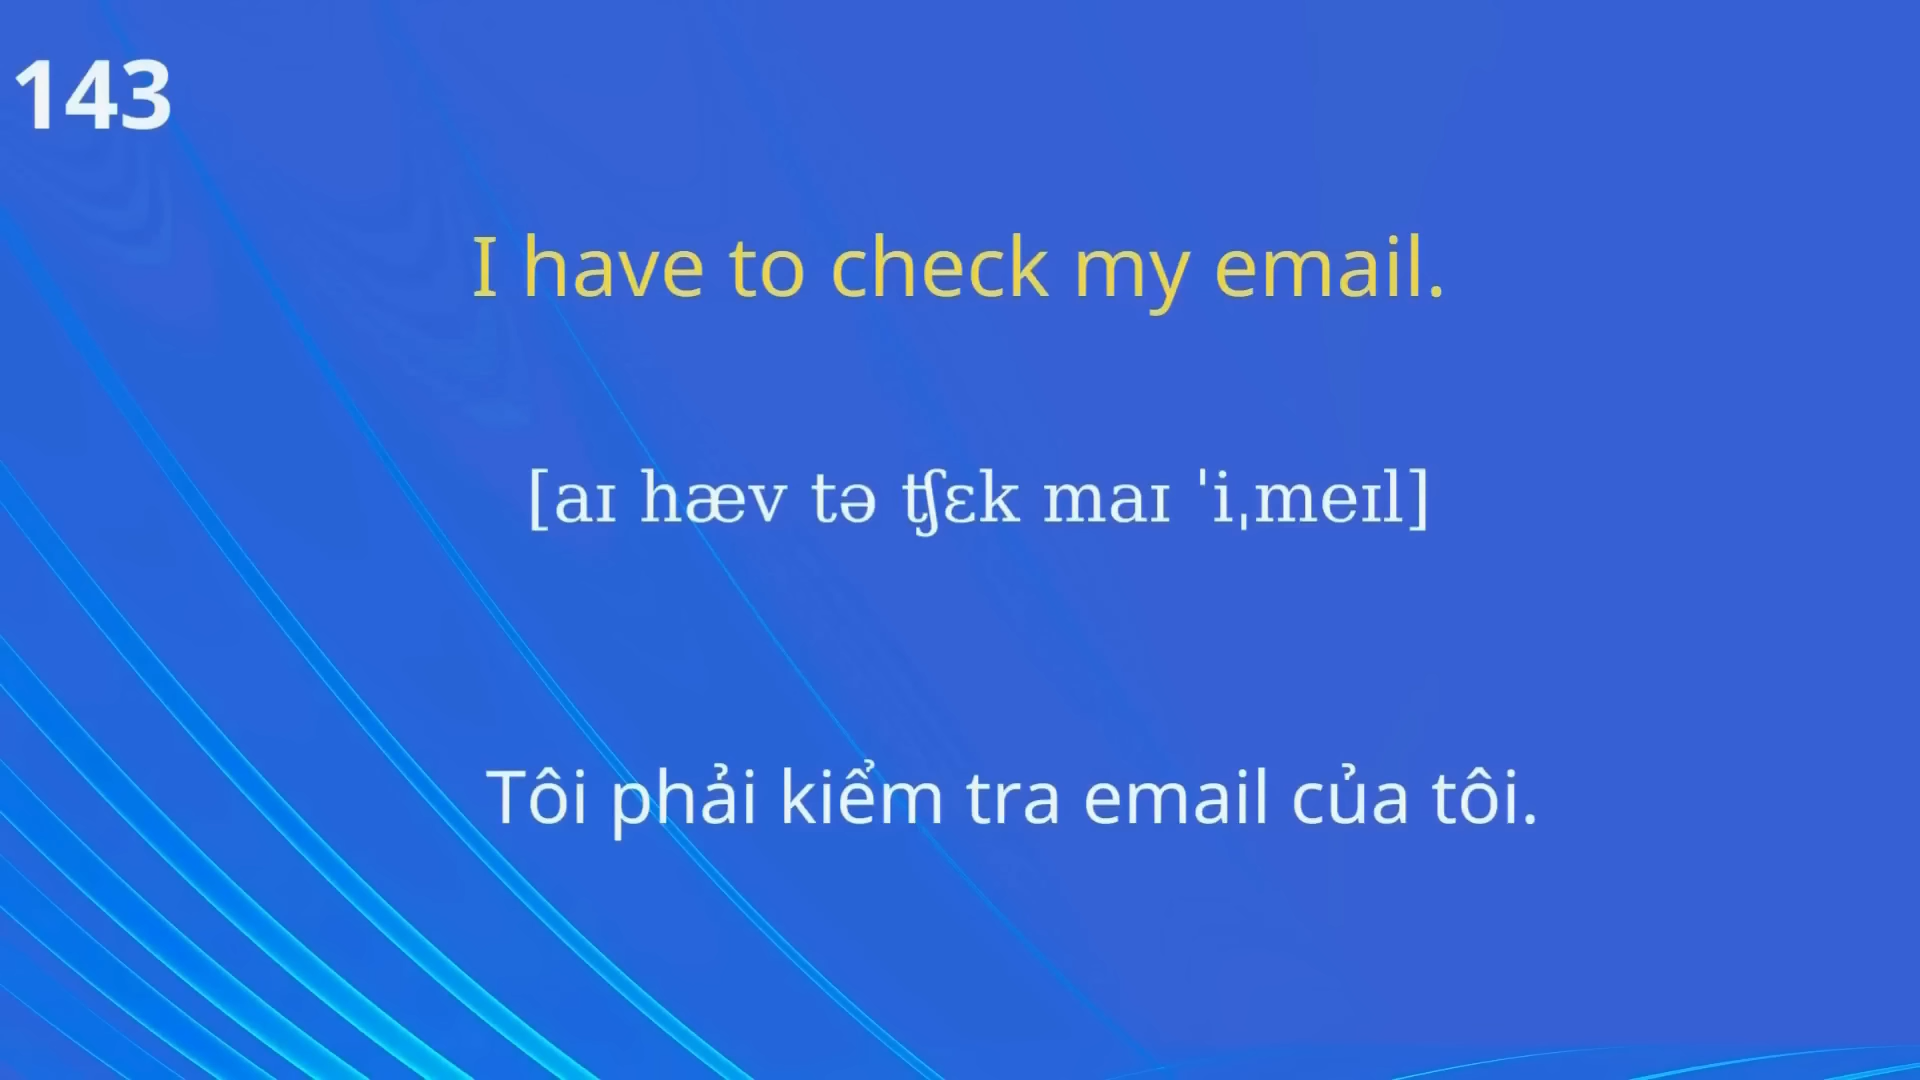 143
I have to check my email.
[aɪ hæv tə ʧɛk maɪ ˈiˌmeɪl]
Tôi phải kiểm tra email của tôi.